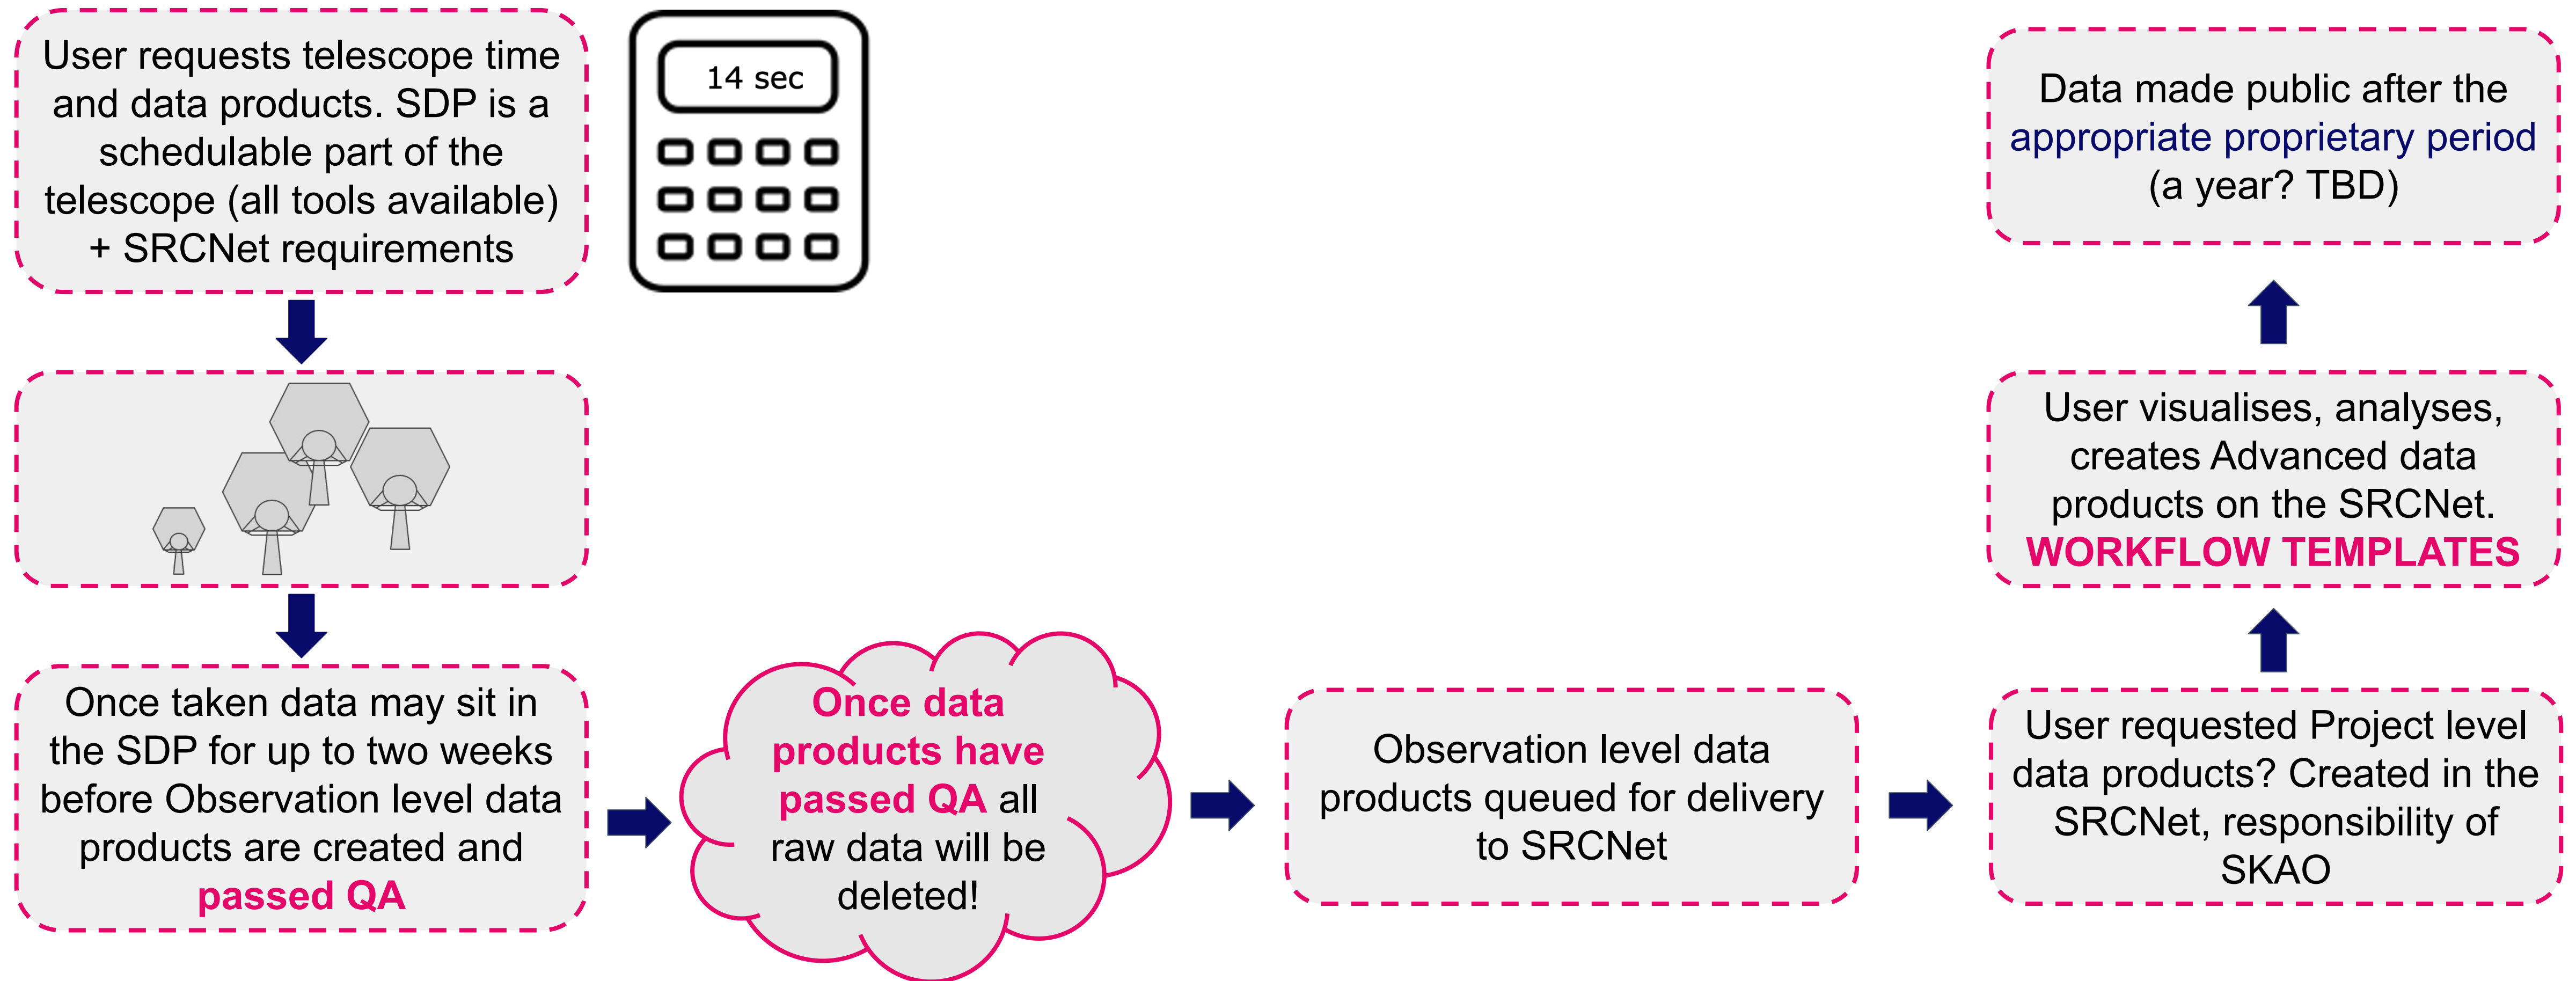 User requests telescope time
and data products. SDP is a
schedulable part of the
telescope (all tools available)
+ SRCNet requirements
14 sec
Once taken data may sit in
the SDP for up to two weeks
before Observation level data
products are created and
passed QA
Once data
products have
passed QA all
raw data will be
deleted!
Observation level data
products queued for delivery
to SRCNet
User requested Project level
data products? Created in the
SRCNet, responsibility of
SKAO
User visualises, analyses,
creates Advanced data
products on the SRCNet.
WORKFLOW TEMPLATES
Data made public after the
appropriate proprietary period
(a year? TBD)